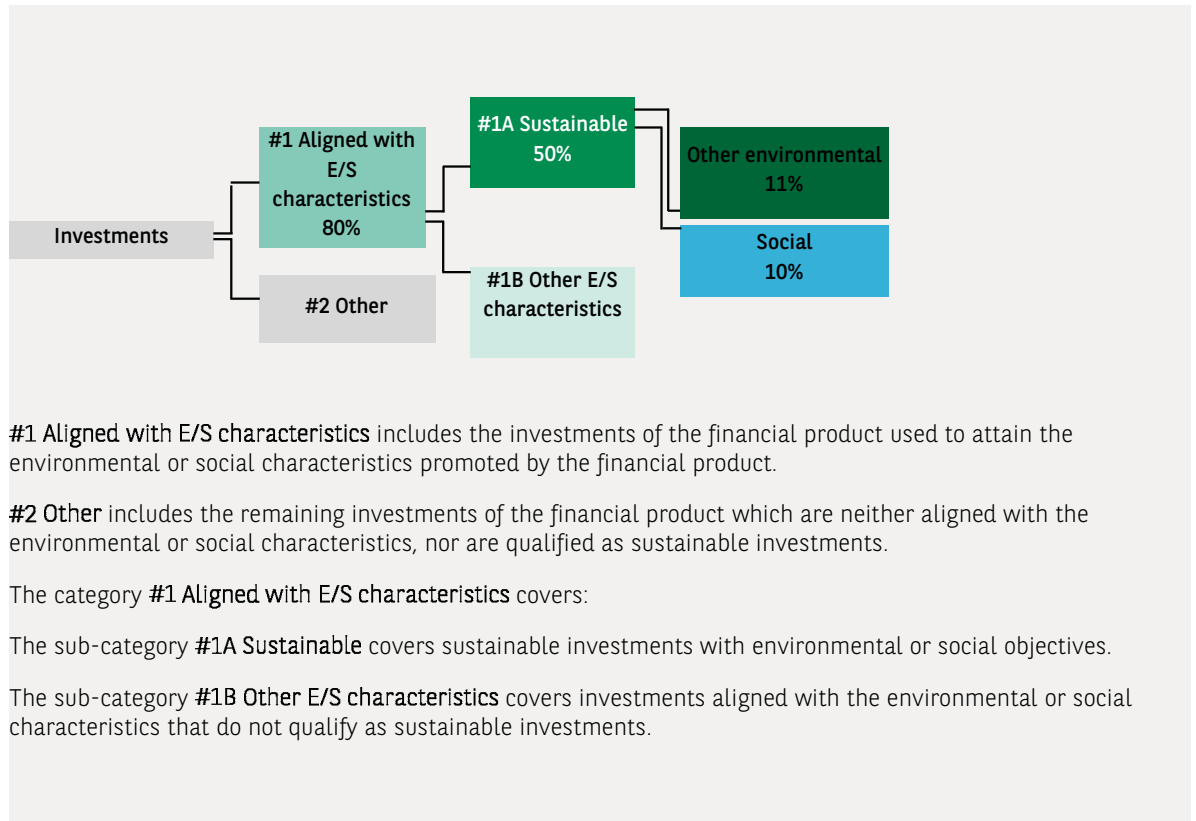 #1A Sustainable
50%
#1 Aligned with
E/S
characteristics
80%
Other environmental
11%
Investments
Social
10%
#1B Other E/S
characteristics
#2 Other
#1 Aligned with E/S characteristics includes the investments of the financial product used to attain the
environmental or social characteristics promoted by the financial product.
#2 Other includes the remaining investments of the financial product which are neither aligned with the
environmental or social characteristics, nor are qualified as sustainable investments.
The category #1 Aligned with E/S characteristics covers:
The sub-category #1A Sustainable covers sustainable investments with environmental or social objectives.
The sub-category #1B Other E/S characteristics covers investments aligned with the environmental or social
characteristics that do not qualify as sustainable investments.